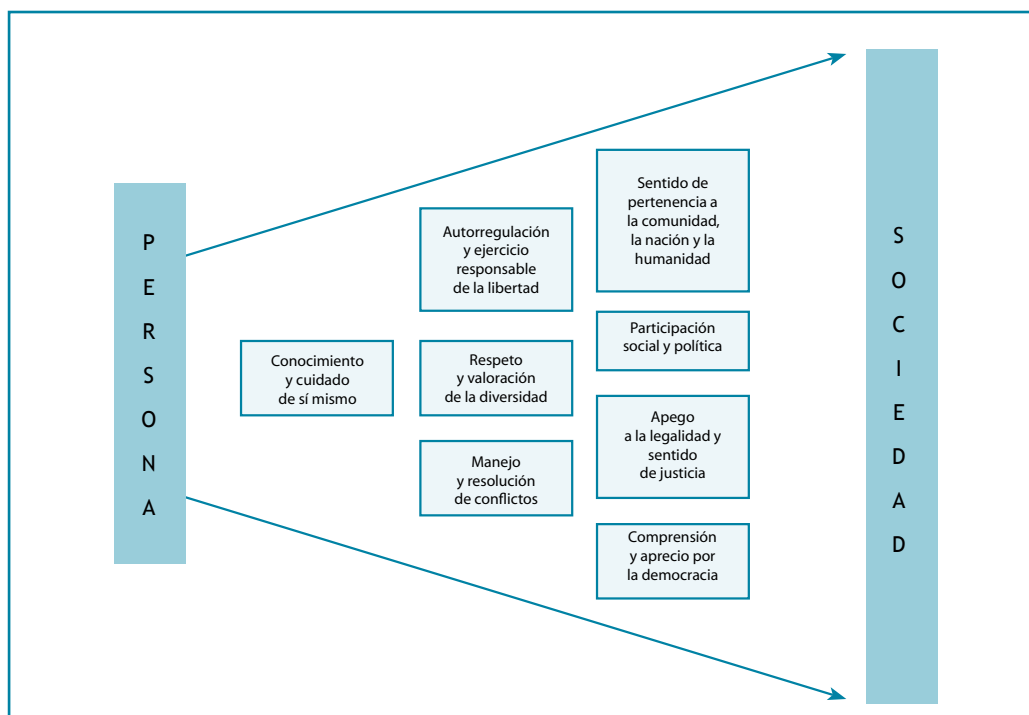 PERSONA
Conocimiento
y cuidado
de sí mismo
Autorregulación
y ejercicio
responsable
de la libertad
Respeto
y valoración
de la diversidad
Manejo
y resolución
de conflictos
Sentido de
pertenencia a
la comunidad,
la nación y la
humanidad
Participación
social y política
Apego
a la legalidad y
sentido
de justicia
Comprensión
y aprecio por
la democracia
SOCIEDAD